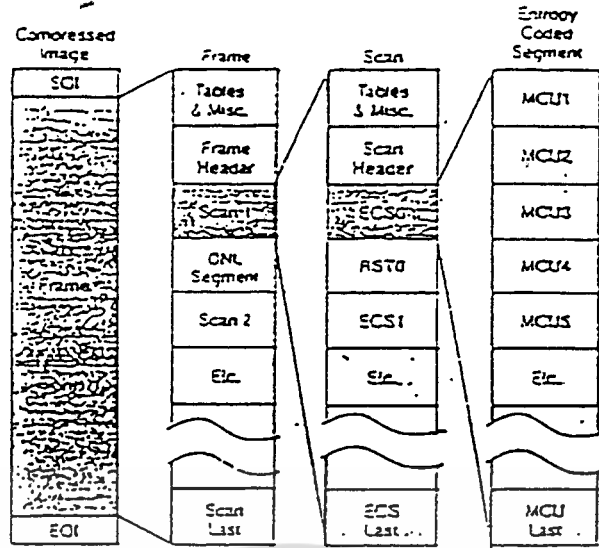 Compressed
Image
SOI
Frame
EOI
Frame
Tables
& Misc.
Frame
Header
Scan 1
DNL
Segment
Scan 2
Etc.
Scan
Last
Scan
Tables
& Misc.
Scan
Header
ECS0
RST0
ECS1
Etc.
ECS
Last
Entropy
Coded
Segment
MCU1
MCU2
MCU3
MCU4
MCU5
Etc.
MCU
Last